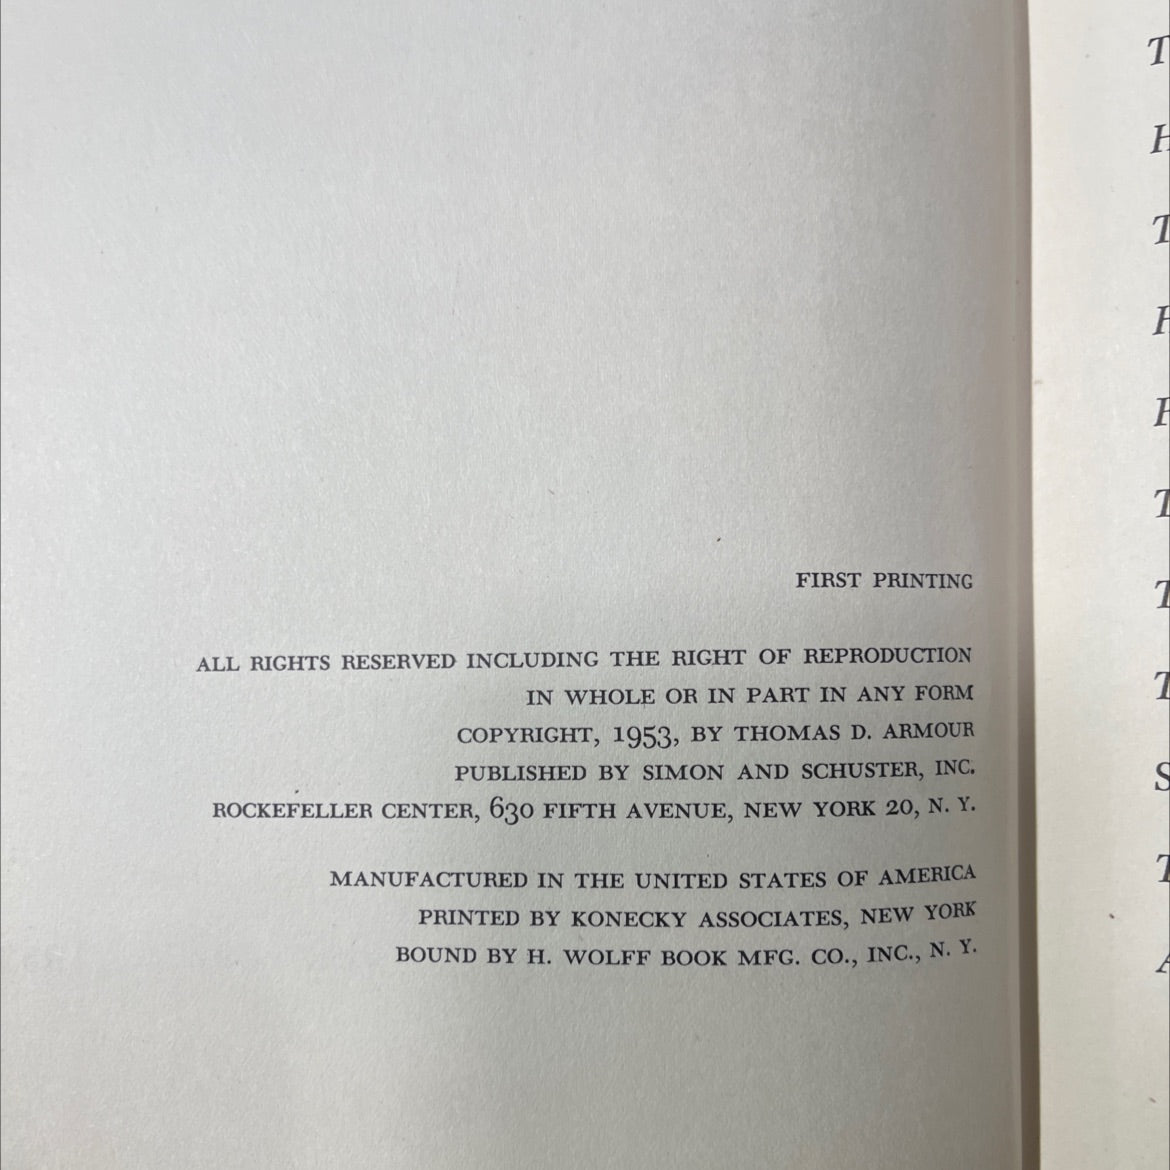 FIRST PRINTING
ALL RIGHTS RESERVED INCLUDING THE RIGHT OF REPRODUCTION
IN WHOLE OR IN PART IN ANY FORM
COPYRIGHT, 1953, BY THOMAS D. ARMOUR
PUBLISHED BY SIMON AND SCHUSTER, INC.
ROCKEFELLER CENTER, 630 FIFTH AVENUE, NEW YORK 20, N. Y.
MANUFACTURED IN THE UNITED STATES OF AMERICA
PRINTED BY KONECKY ASSOCIATES, NEW YORK
BOUND BY H. WOLFF BOOK MFG. CO., INC., N. Y.